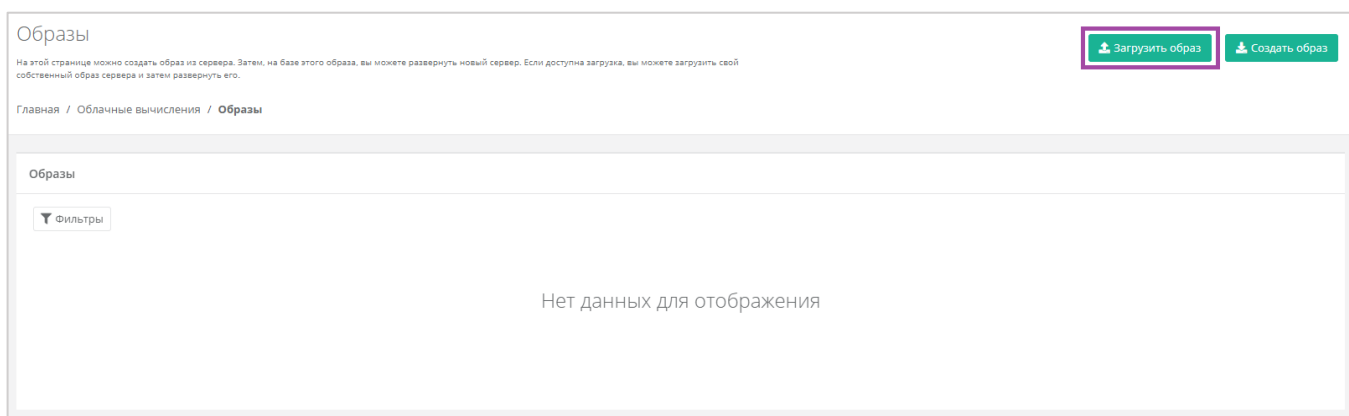 Образы
Загрузить образ
Создать образ
На этой странице можно создать образ из сервера. Затем, на базе этого образа, вы можете развернуть новый сервер. Если доступна загрузка, вы можете загрузить свой
собственный образ сервера и затем развернуть его.
Главная / Облачные вычисления / Образы
Образы
Фильтры
Нет данных для отображения